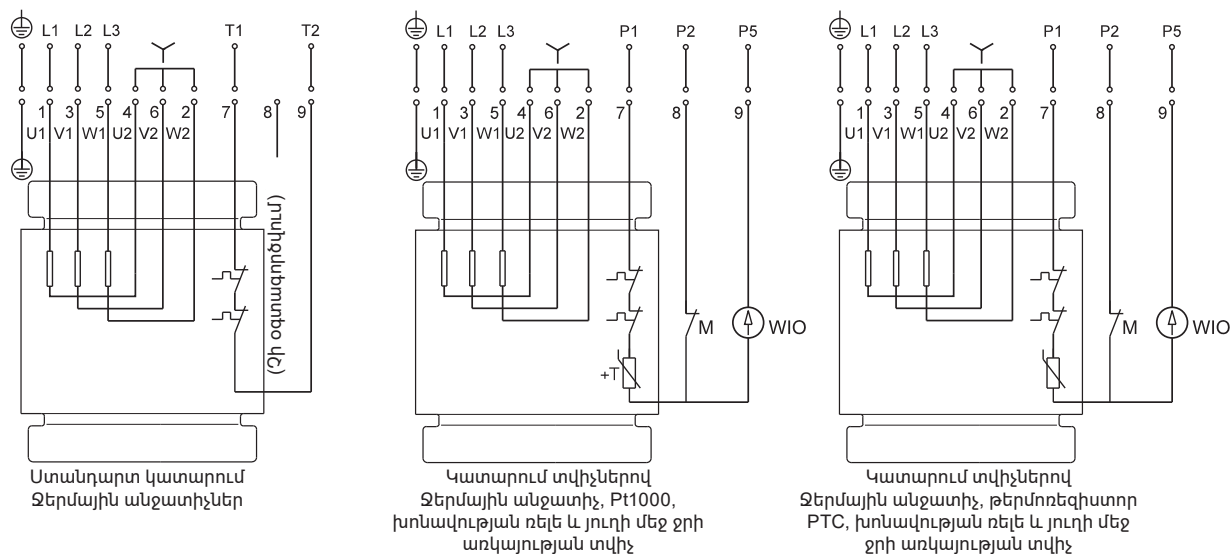 L1 L2 L3 T1 T2
1 3 5 4 6 2 7 8 9
U1 V1 W1 U2 V2 W2
(Չի օգտագործվում)
Ստանդարտ կատարում
Ջերմային անջատիչներ
L1 L2 L3 P1 P2 P5
1 3 5 4 6 2 7 8 9
U1 V1 W1 U2 V2 W2
M
WIO
+T
Կատարում տվիչներով
Ջերմային անջատիչ, Pt1000,
խոնավության ռելե և յուղի մեջ ջրի
առկայության տվիչ
L1 L2 L3 P1 P2 P5
1 3 5 4 6 2 7 8 9
U1 V1 W1 U2 V2 W2
M
WIO
Կատարում տվիչներով
Ջերմային անջատիչ, թերմոռեզիստոր
PTC, խոնավության ռելե և յուղի մեջ
ջրի առկայության տվիչ